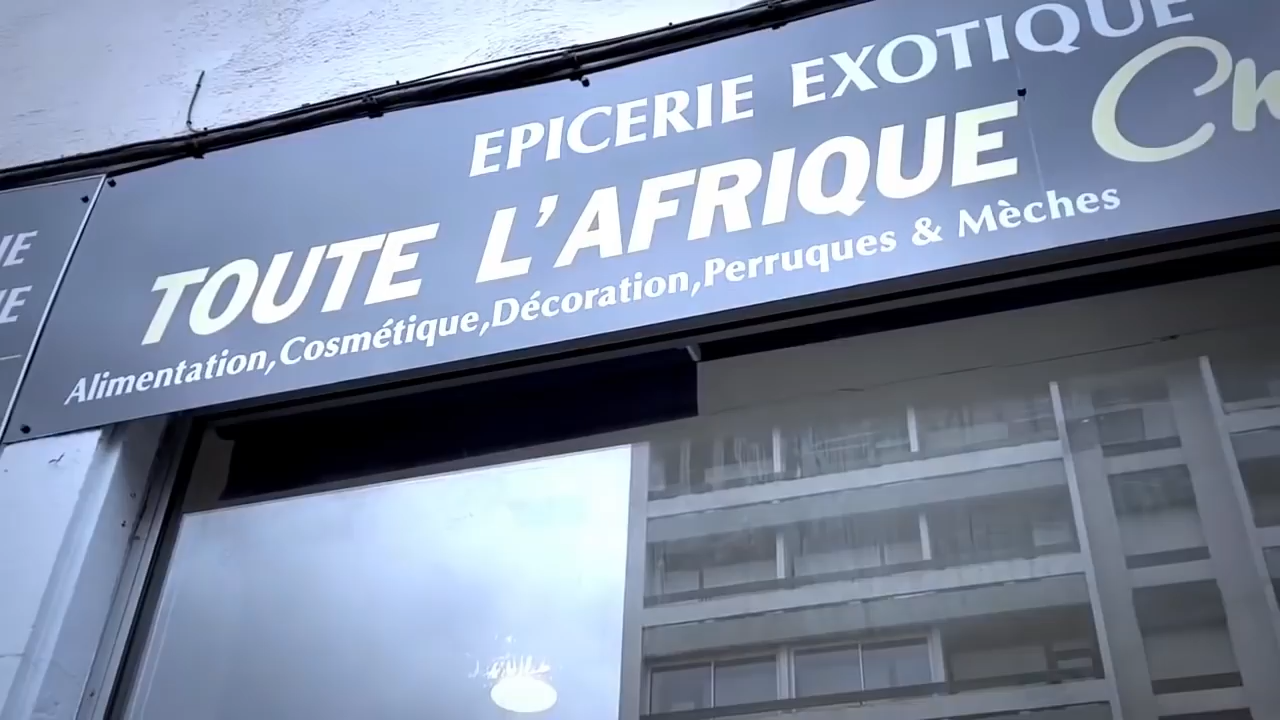 EPICERIE EXOTIQUE
TOUTE L'AFRIQUE
Alimentation,Cosmétique,Décoration,Perruques & Mèches